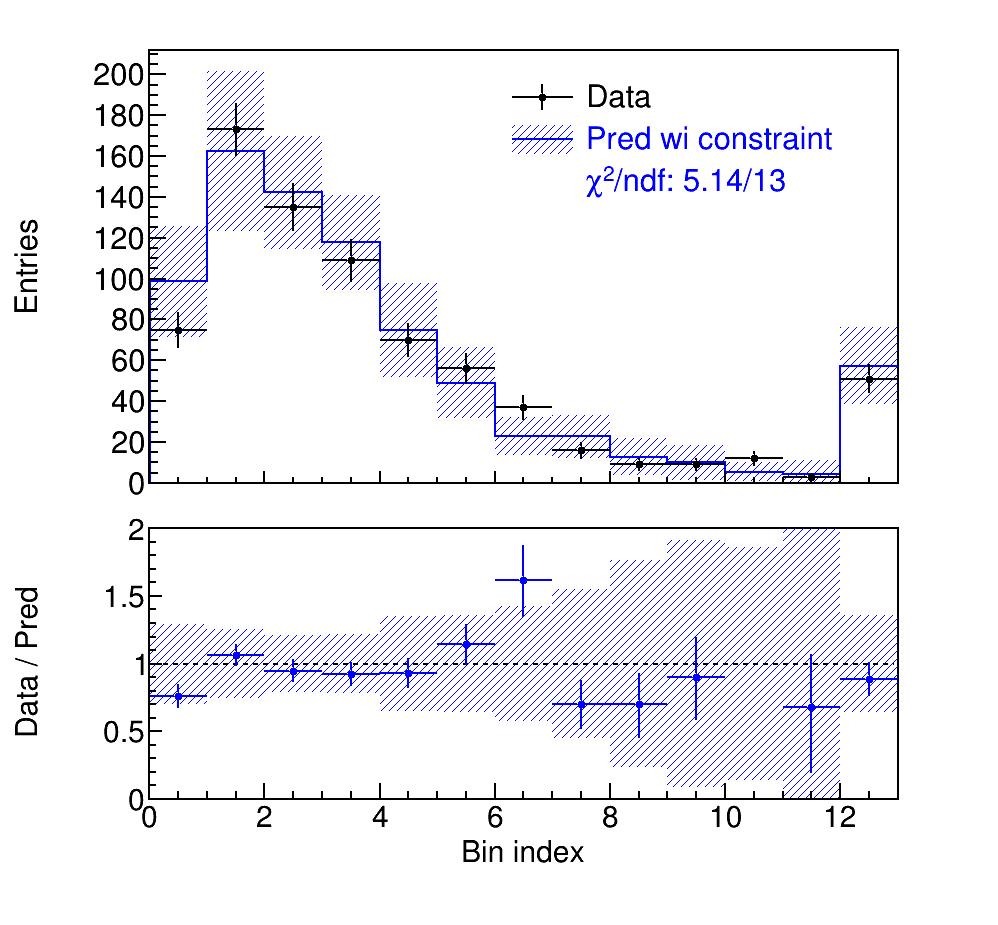 Entries
200
180
160
140
120
100
80
60
40
20
0
Data
Pred wi constraint
χ²/ndf: 5.14/13
Data / Pred
2
1.5
1
0.5
0
0 2 4 6 8 10 12
Bin index